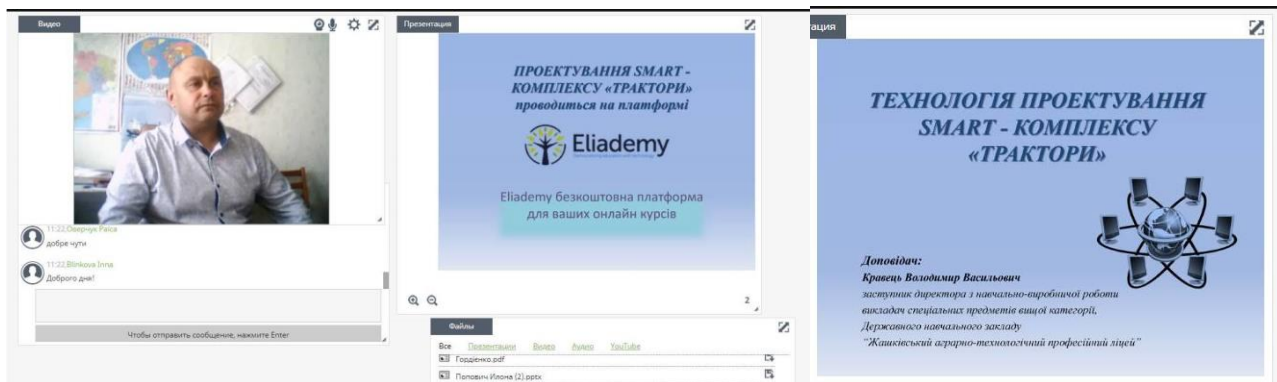 Видео
11:22,Оверчук Раїса
добре чути
11:22,Blinkova Inna
Доброго дня!
Чтобы отправить сообщение, нажмите Enter
Презентация
ПРОЕКТУВАННЯ SMART -
КОМПЛЕКСУ «ТРАКТОРИ»
проводиться на платформі
Eliademy
Eliademy безкоштовна платформа
для ваших онлайн курсів
2
Файлы
Все Презентации Видео Аудио YouTube
Гордієнко.pdf
Попович Илона (2).pptx
ация
ТЕХНОЛОГІЯ ПРОЕКТУВАННЯ
SMART - КОМПЛЕКСУ
«ТРАКТОРИ»
Доповідач:
Кравець Володимир Васильович
заступник директора з навчально-виробничої роботи
викладач спеціальних предметів вищої категорії,
Державного навчального закладу
"Жашківський аграрно-технологічний професійний ліцей"